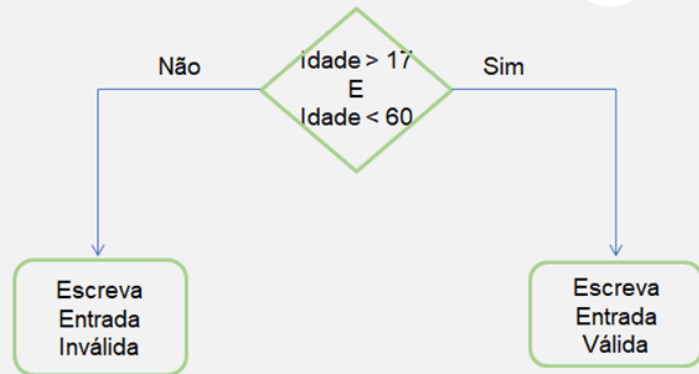 Idade > 17
E
Idade < 60
Não
Sim
Escreva
Entrada
Inválida
Escreva
Entrada
Válida